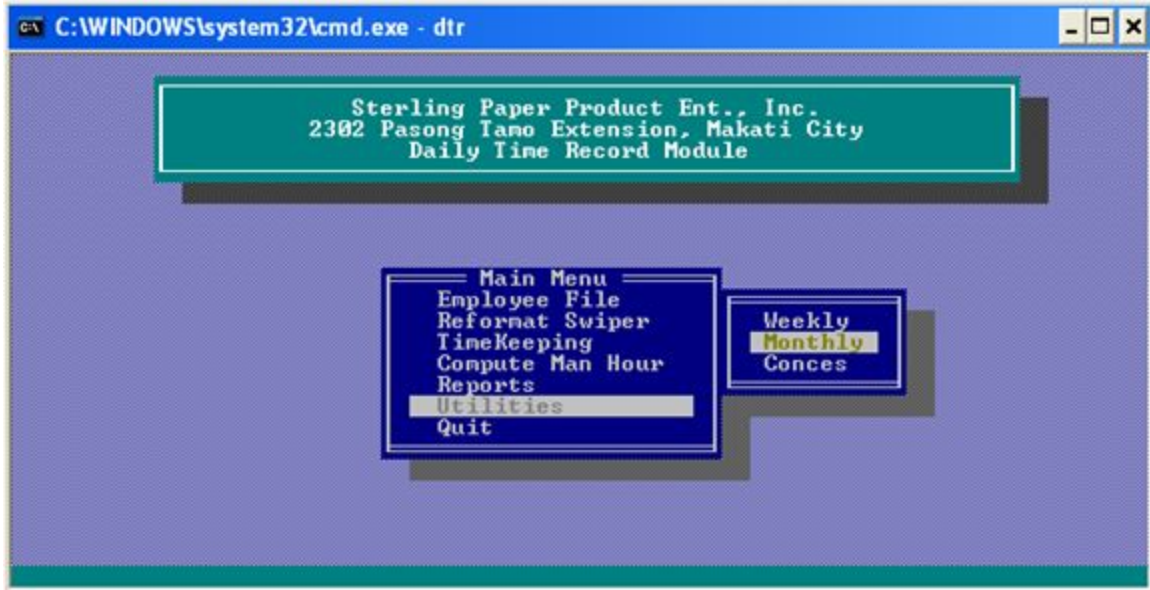 C:\WINDOWS\system32\cmd.exe - dtr
Sterling Paper Product Ent., Inc.
2302 Pasong Tamo Extension, Makati City
Daily Time Record Module
Main Menu
Employee File
Reformat Swiper
TimeKeeping
Compute Man Hour
Reports
Utilities
Quit
Weekly
Monthly
Conces